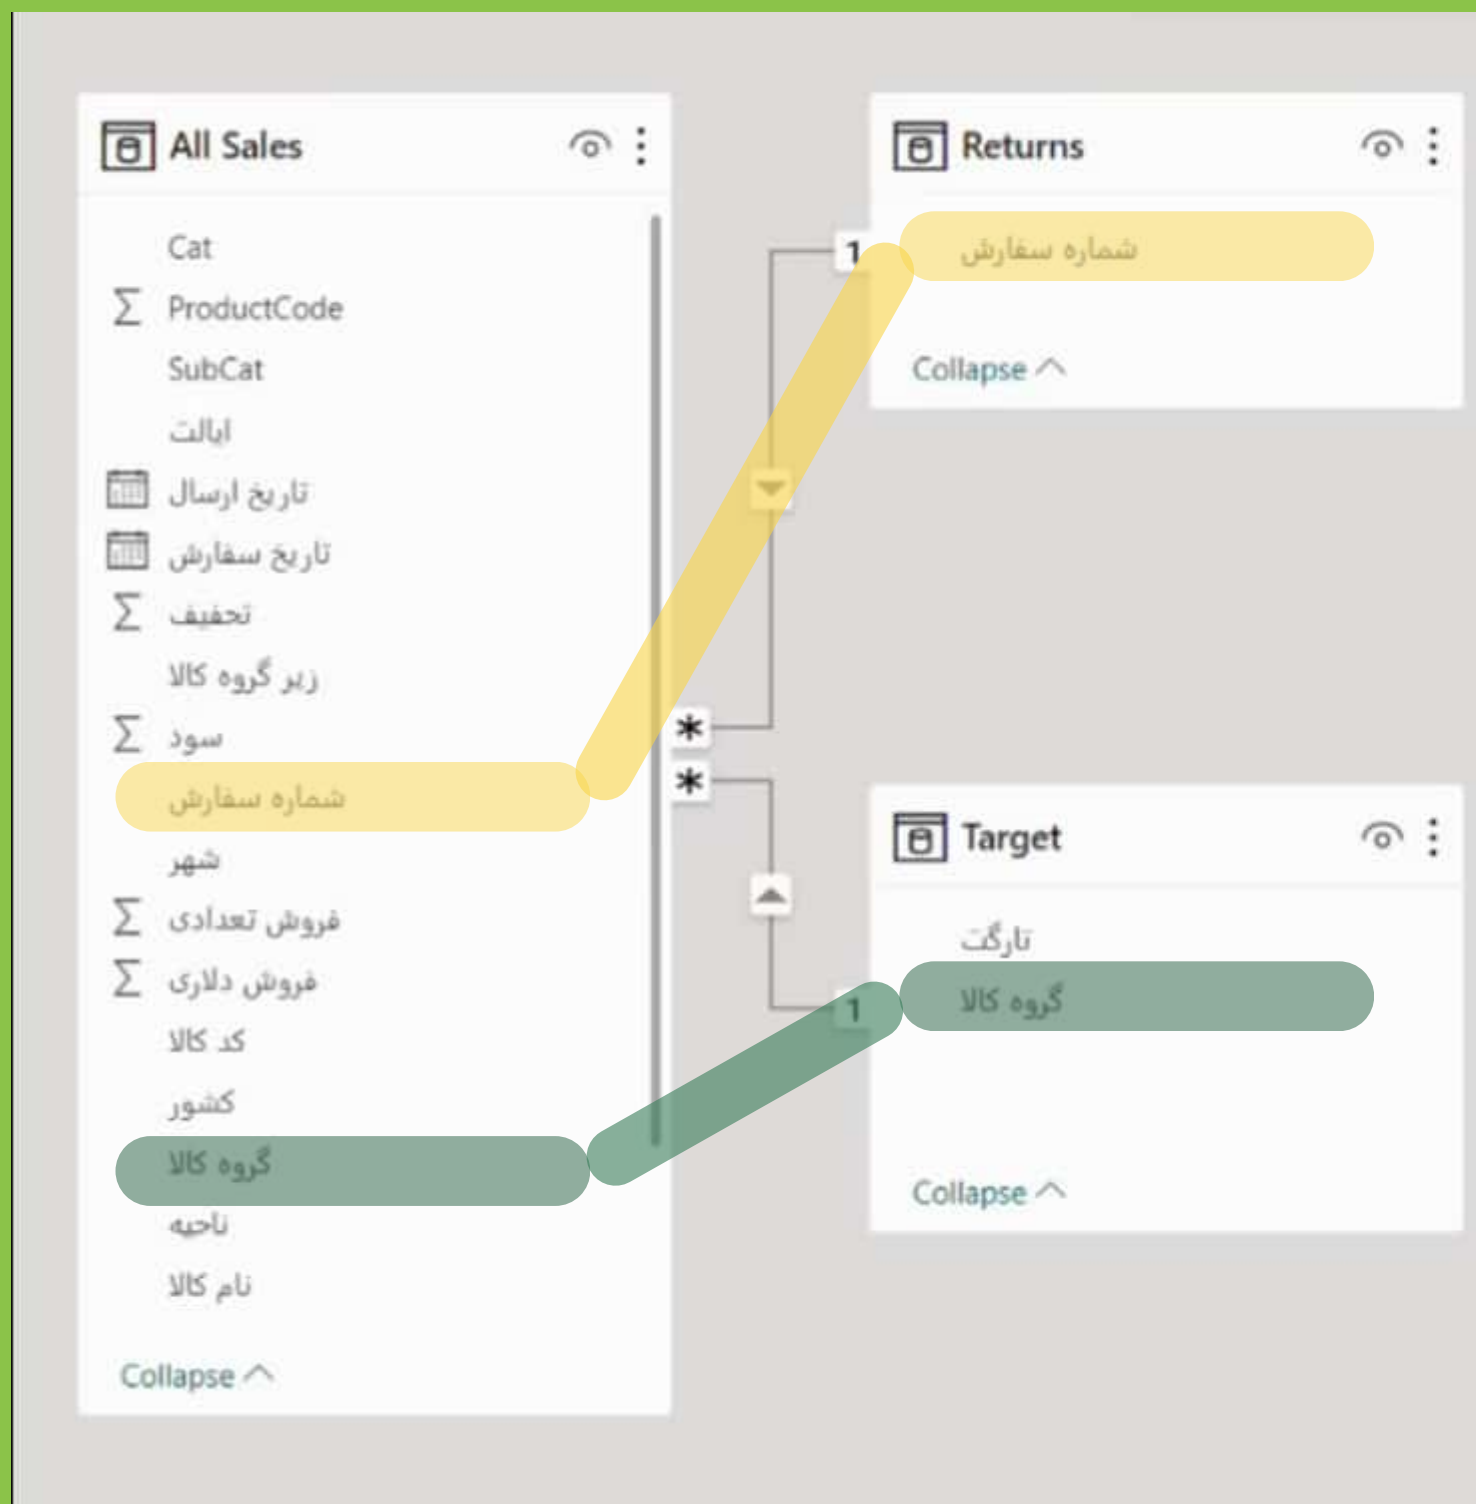 All Sales
Cat
ProductCode
SubCat
ایالت
تاریخ ارسال
تاریخ سفارش
تخفیف
زیر گروه کالا
سود
شماره سفارش
شهر
فروش تعدادی
فروش دلاری
کد کالا
کشور
گروه کالا
ناحیه
نام کالا
Collapse
1
*
*
1
Returns
شماره سفارش
Collapse
Target
تارگت
گروه کالا
Collapse